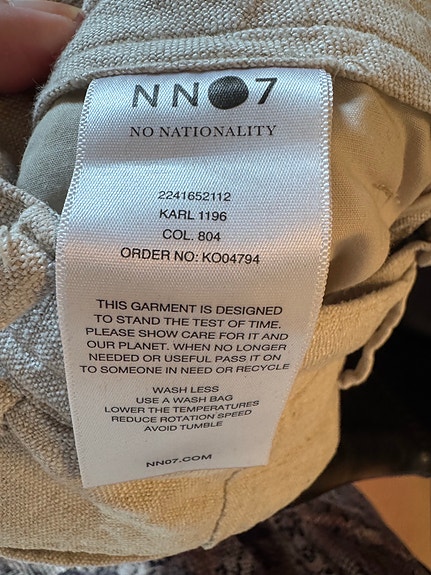 NN●7
NO NATIONALITY
2241652112
KARL 1196
COL. 804
ORDER NO: KO04794
THIS GARMENT IS DESIGNED
TO STAND THE TEST OF TIME.
PLEASE SHOW CARE FOR IT AND
OUR PLANET. WHEN NO LONGER
NEEDED OR USEFUL PASS IT ON
TO SOMEONE IN NEED OR RECYCLE
WASH LESS
USE A WASH BAG
LOWER THE TEMPERATURES
REDUCE ROTATION SPEED
AVOID TUMBLE
NN07.COM